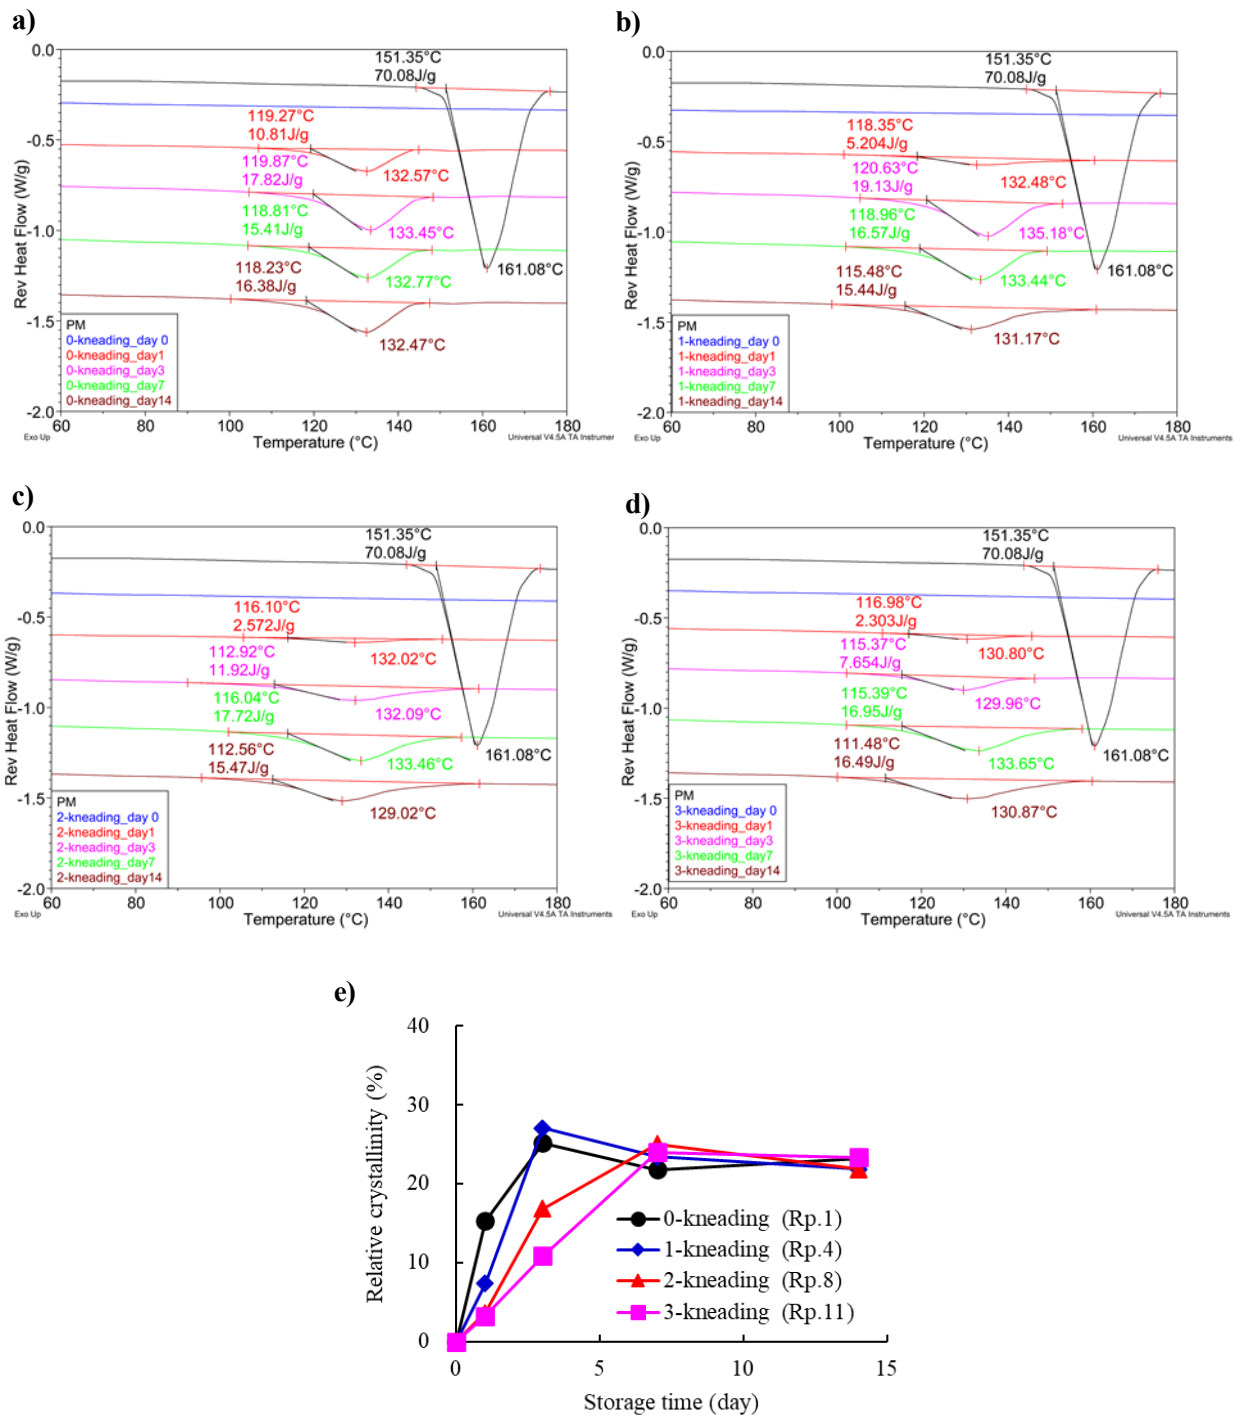 a)
0.0
-0.5
-1.0
-1.5
-2.0
Rev Heat Flow (W/g)
151.35°C
70.08J/g
119.27°C
10.81J/g
132.57°C
119.87°C
17.82J/g
133.45°C
118.81°C
15.41J/g
132.77°C
118.23°C
16.38J/g
132.47°C
161.08°C
PM
0-kneading_day 0
0-kneading_day1
0-kneading_day3
0-kneading_day7
0-kneading_day14
60 80 100 120 140 160 180
Exo Up
Temperature (°C)
Universal V4.5A TA Instrumer
b)
0.0
-0.5
-1.0
-1.5
-2.0
Rev Heat Flow (W/g)
151.35°C
70.08J/g
118.35°C
5.204J/g
132.48°C
120.63°C
19.13J/g
135.18°C
118.96°C
16.57J/g
133.44°C
115.48°C
15.44J/g
131.17°C
161.08°C
PM
1-kneading_day 0
1-kneading_day1
1-kneading_day3
1-kneading_day7
1-kneading_day14
60 80 100 120 140 160 180
Exo Up
Temperature (°C)
Universal V4.5A TA Instruments
c)
0.0
-0.5
-1.0
-1.5
-2.0
Rev Heat Flow (W/g)
151.35°C
70.08J/g
116.10°C
2.572J/g
132.02°C
112.92°C
11.92J/g
132.09°C
116.04°C
17.72J/g
133.46°C
112.56°C
15.47J/g
129.02°C
161.08°C
PM
2-kneading_day 0
2-kneading_day1
2-kneading_day3
2-kneading_day7
2-kneading_day14
60 80 100 120 140 160 180
Exo Up
Temperature (°C)
Universal V4.5A TA Instruments
d)
0.0
-0.5
-1.0
-1.5
-2.0
Rev Heat Flow (W/g)
151.35°C
70.08J/g
116.98°C
2.303J/g
130.80°C
115.37°C
7.654J/g
129.96°C
115.39°C
16.95J/g
133.65°C
111.48°C
16.49J/g
130.87°C
161.08°C
PM
3-kneading_day 0
3-kneading_day1
3-kneading_day3
3-kneading_day7
3-kneading_day14
60 80 100 120 140 160 180
Exo Up
Temperature (°C)
Universal V4.5A TA Instruments
e)
40
30
20
10
0
Relative crystallinity (%)
0-kneading (Rp.1)
1-kneading (Rp.4)
2-kneading (Rp.8)
3-kneading (Rp.11)
0 5 10 15
Storage time (day)